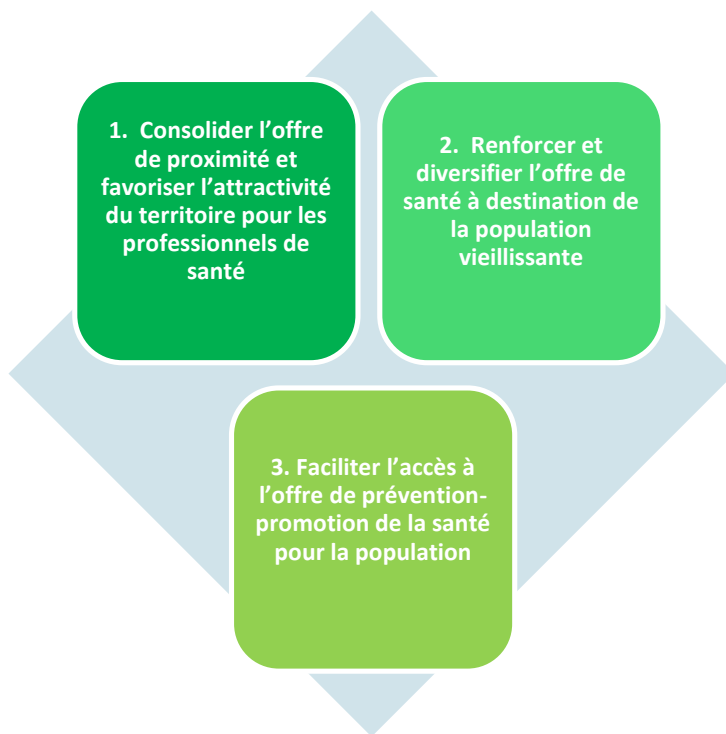 1. Consolider l’offre
de proximité et
favoriser l’attractivité
du territoire pour les
professionnels de
santé
2. Renforcer et
diversifier l’offre de
santé à destination de
la population
vieillissante
3. Faciliter l’accès à
l’offre de prévention-
promotion de la santé
pour la population